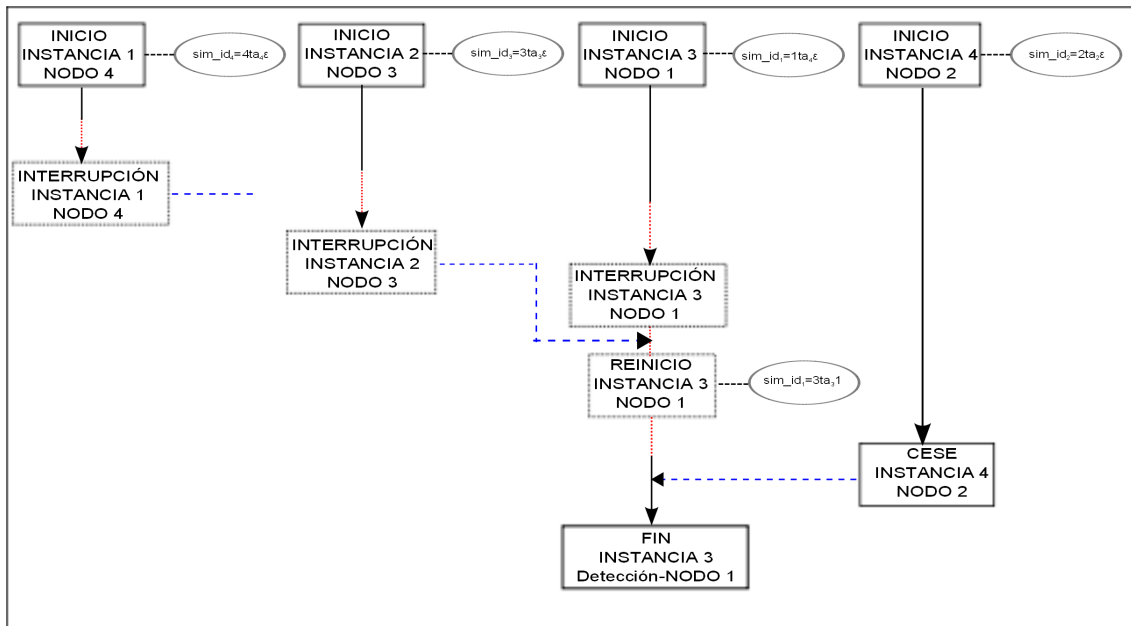 INICIO
INSTANCIA 1
NODO 4
sim_id₄=4ta₄ε
INICIO
INSTANCIA 2
NODO 3
sim_id₃=3ta₃ε
INICIO
INSTANCIA 3
NODO 1
sim_id₁=1ta₄ε
INICIO
INSTANCIA 4
NODO 2
sim_id₂=2ta₂ε
INTERRUPCIÓN
INSTANCIA 1
NODO 4
INTERRUPCIÓN
INSTANCIA 2
NODO 3
INTERRUPCIÓN
INSTANCIA 3
NODO 1
REINICIO
INSTANCIA 3
NODO 1
sim_id₁=3ta₃1
CESE
INSTANCIA 4
NODO 2
FIN
INSTANCIA 3
Detección-NODO 1